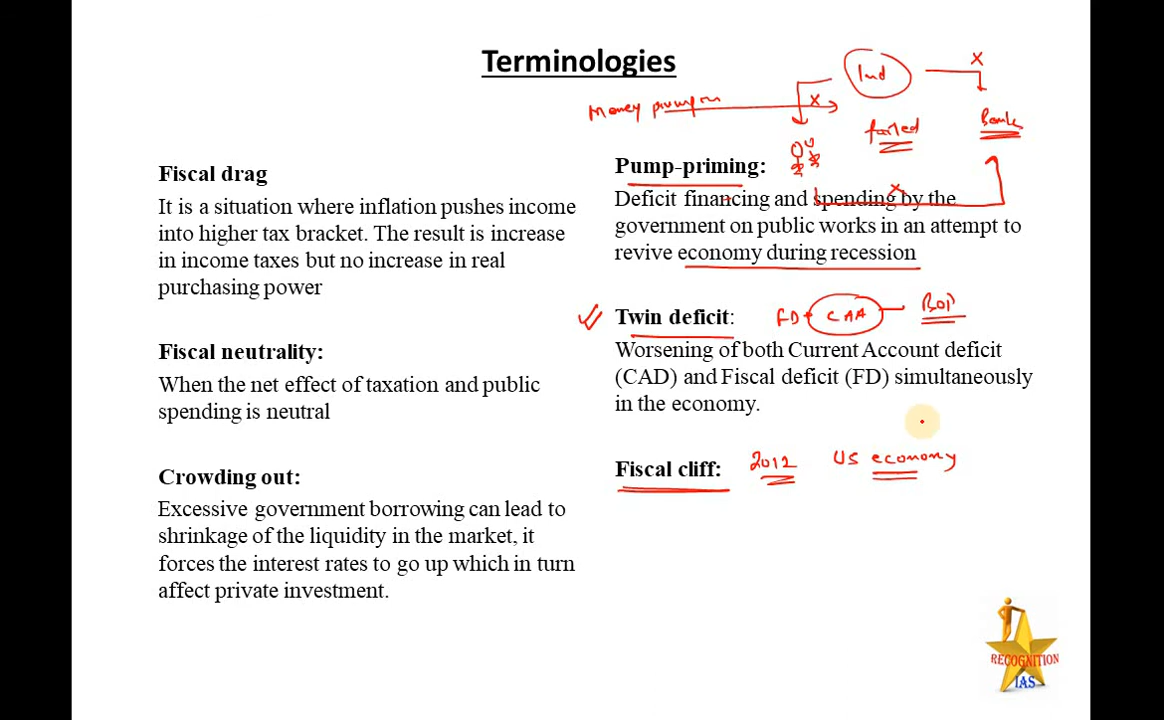 Terminologies
Ind
X
Money
X
failed
Bank
Fiscal drag
It is a situation where inflation pushes income
into higher tax bracket. The result is increase
in income taxes but no increase in real
purchasing power
Fiscal neutrality:
When the net effect of taxation and public
spending is neutral
Crowding out:
Excessive government borrowing can lead to
shrinkage of the liquidity in the market, it
forces the interest rates to go up which in turn
affect private investment.
Pump-priming:
Deficit financing and spending by the
government on public works in an attempt to
revive economy during recession
Twin deficit: FD CAA BOP
Worsening of both Current Account deficit
(CAD) and Fiscal deficit (FD) simultaneously
in the economy.
Fiscal cliff: 2012 US economy
RECOGNITION
IAS